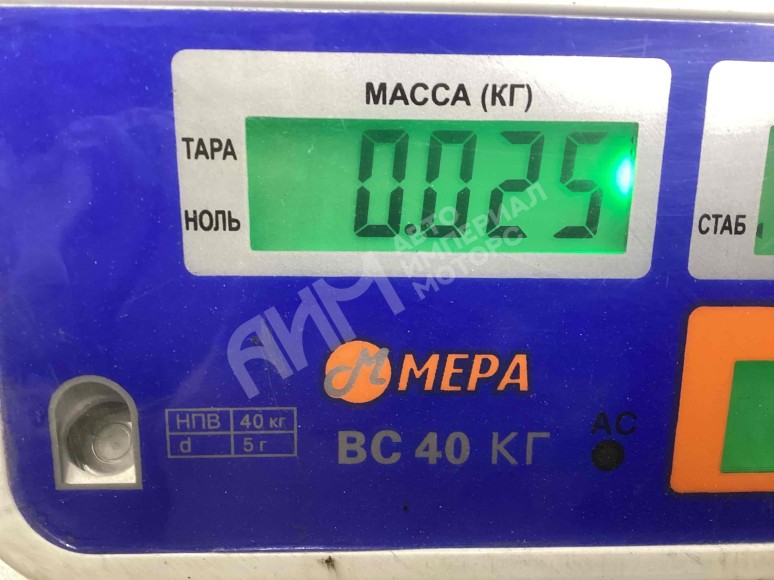 МАССА (КГ)
ТАРА
0.025
НОЛЬ
СТАБ
АИМ АВТО
ИМПЕРИАЛ
МОТОРС
М МЕРА
НПВ 40 кг
d 5 г
ВС 40 КГ
AC